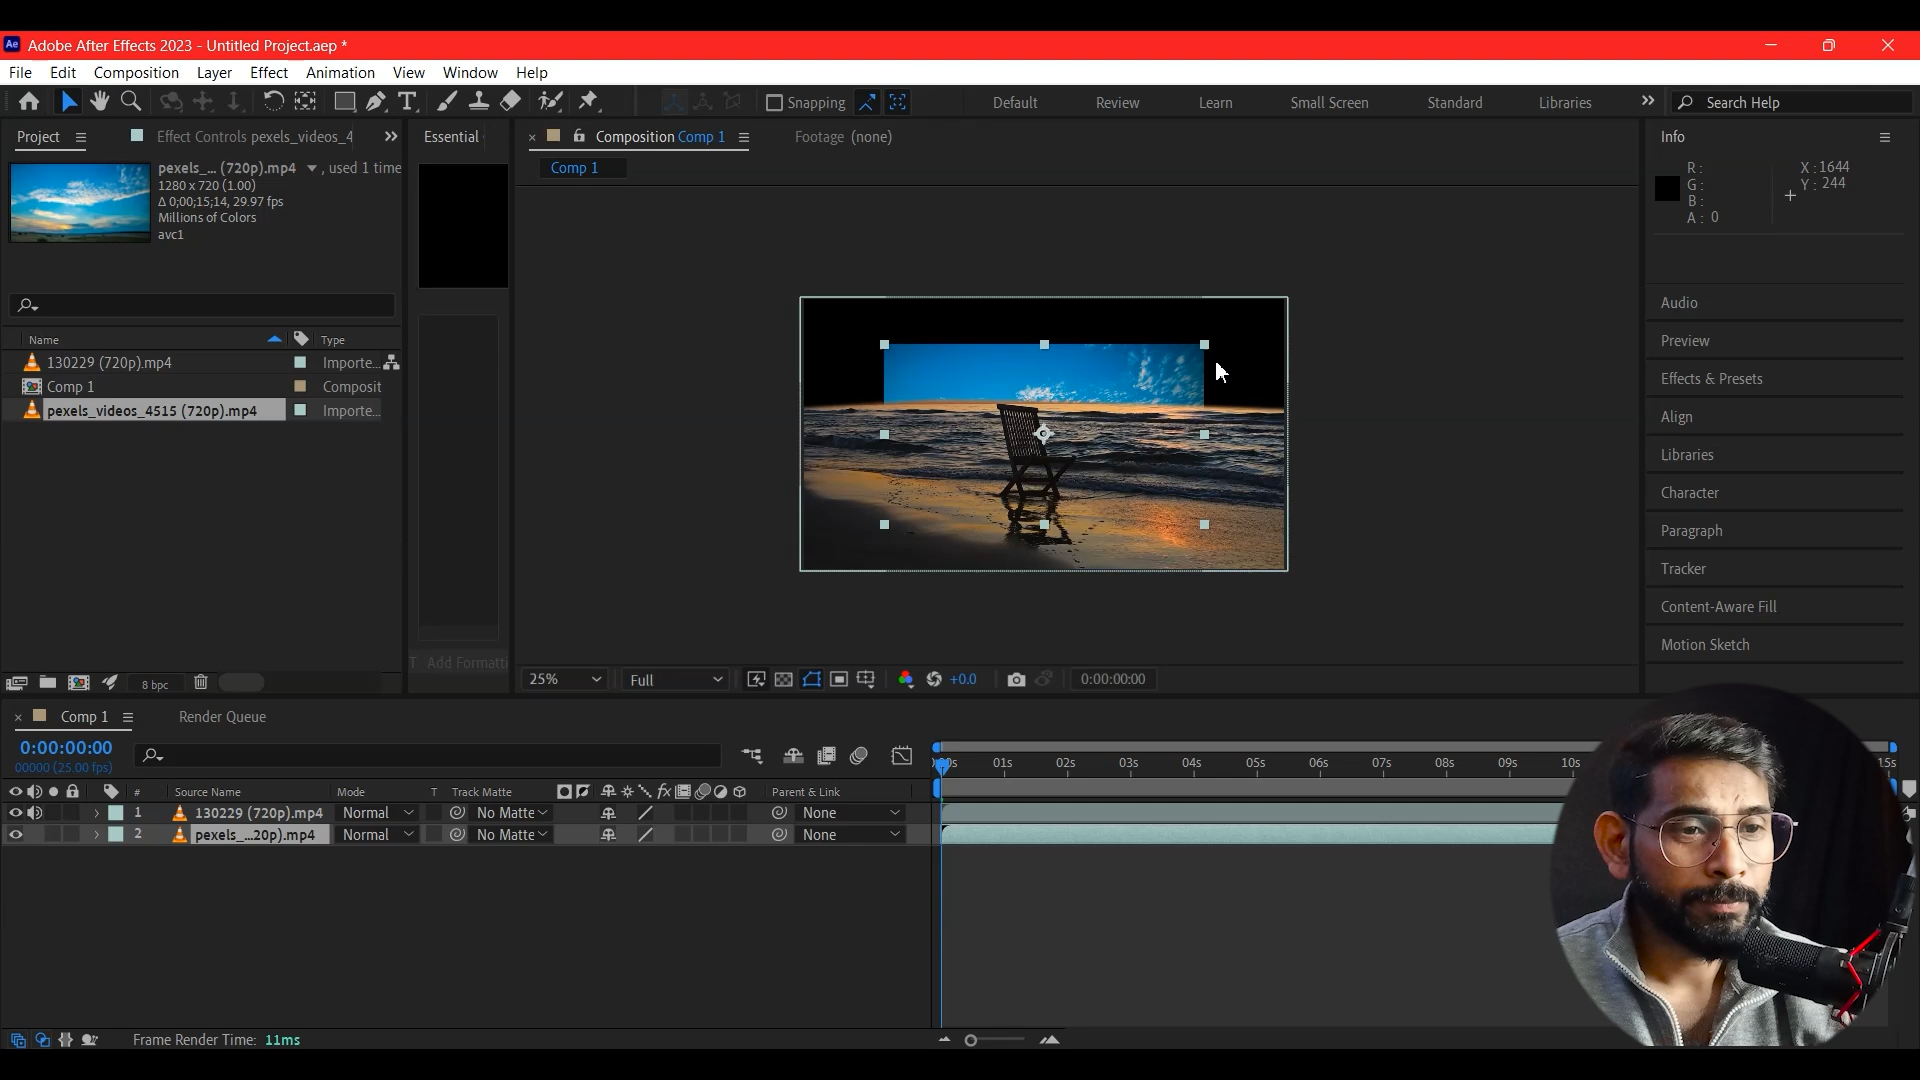 Ae Adobe After Effects 2023 - Untitled Project.aep *
File Edit Composition Layer Effect Animation View Window Help
Snapping Default Review Learn Small Screen Standard Libraries Search Help
Project Effect Controls pexels_videos_4 Essential Composition Comp 1 Footage (none) Info
Comp 1
pexels_... (720p).mp4 , used 1 time
1280 x 720 (1.00)
Δ 0;00;15;14, 29.97 fps
Millions of Colors
avc1
R: X : 1644
G: Y : 244
B:
A: 0
Name Type
130229 (720p).mp4 Importe...
Comp 1 Composit
pexels_videos_4515 (720p).mp4 Importe...
Audio
Preview
Effects & Presets
Align
Libraries
Character
Paragraph
Tracker
Content-Aware Fill
Motion Sketch
T Add Formatti
8 bpc
25% Full +0.0 0:00:00:00
Comp 1 Render Queue
0:00:00:00
00000 (25.00 fps)
00s 01s 02s 03s 04s 05s 06s 07s 08s 09s 10s 15s
# Source Name Mode T Track Matte fx Parent & Link
1 130229 (720p).mp4 Normal No Matte None
2 pexels_...20p).mp4 Normal No Matte None
Frame Render Time: 11ms